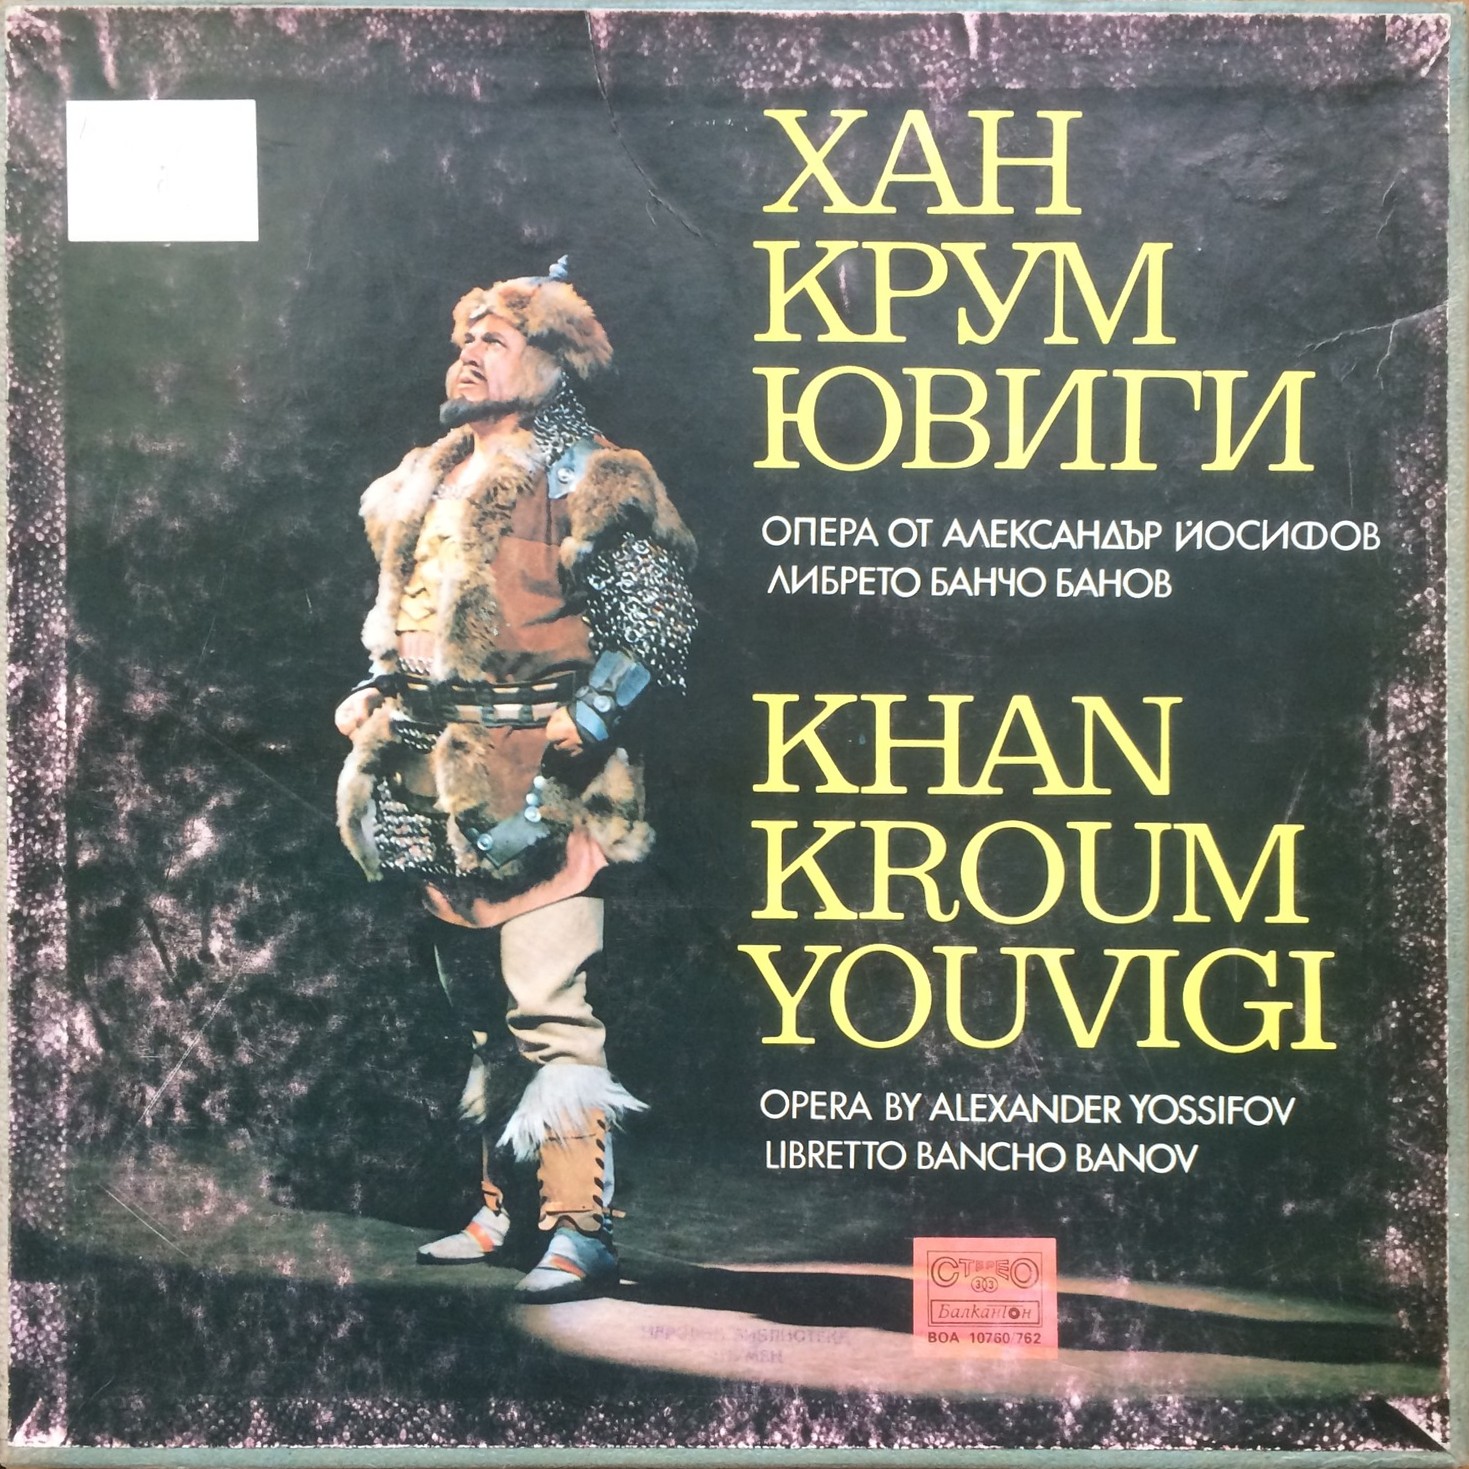 ХАН
КРУМ
ЮВИГИ
ОПЕРА ОТ АЛЕКСАНДЪР ЙОСИФОВ
ЛИБРЕТО БАНЧО БАНОВ
KHAN
KROUM
YOUVIGI
OPERA BY ALEXANDER YOSSIFOV
LIBRETTO BANCHO BANOV
СТЕРЕО
33
Балкантон
ВОА 10760/762